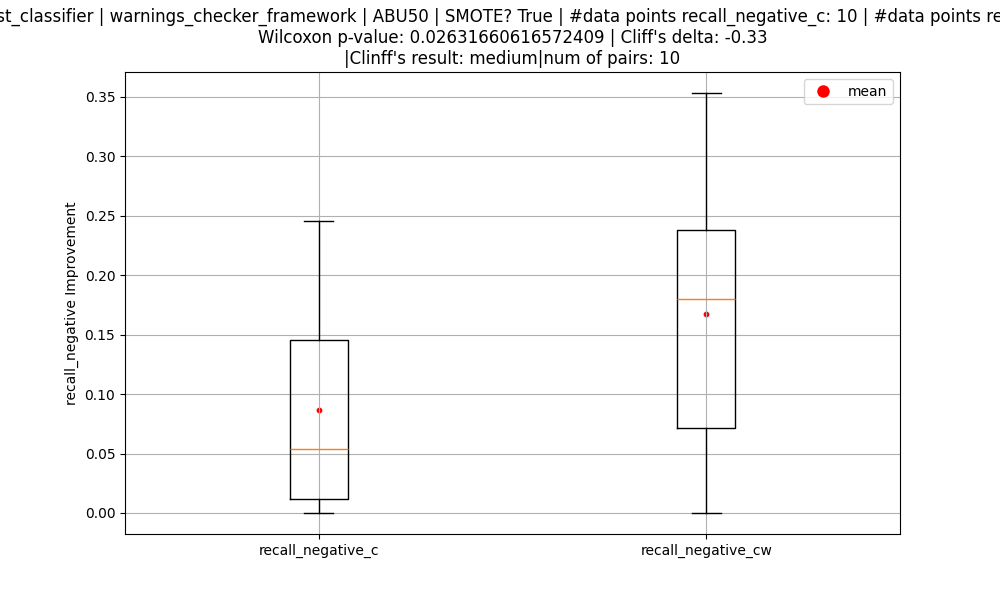 st_classifier | warnings_checker_framework | ABU50 | SMOTE? True | #data points recall_negative_c: 10 | #data points re
Wilcoxon p-value: 0.02631660616572409 | Cliff's delta: -0.33
|Clinff's result: medium|num of pairs: 10
mean
0.35
0.30
0.25
0.20
0.15
0.10
0.05
0.00
recall_negative Improvement
recall_negative_c
recall_negative_cw